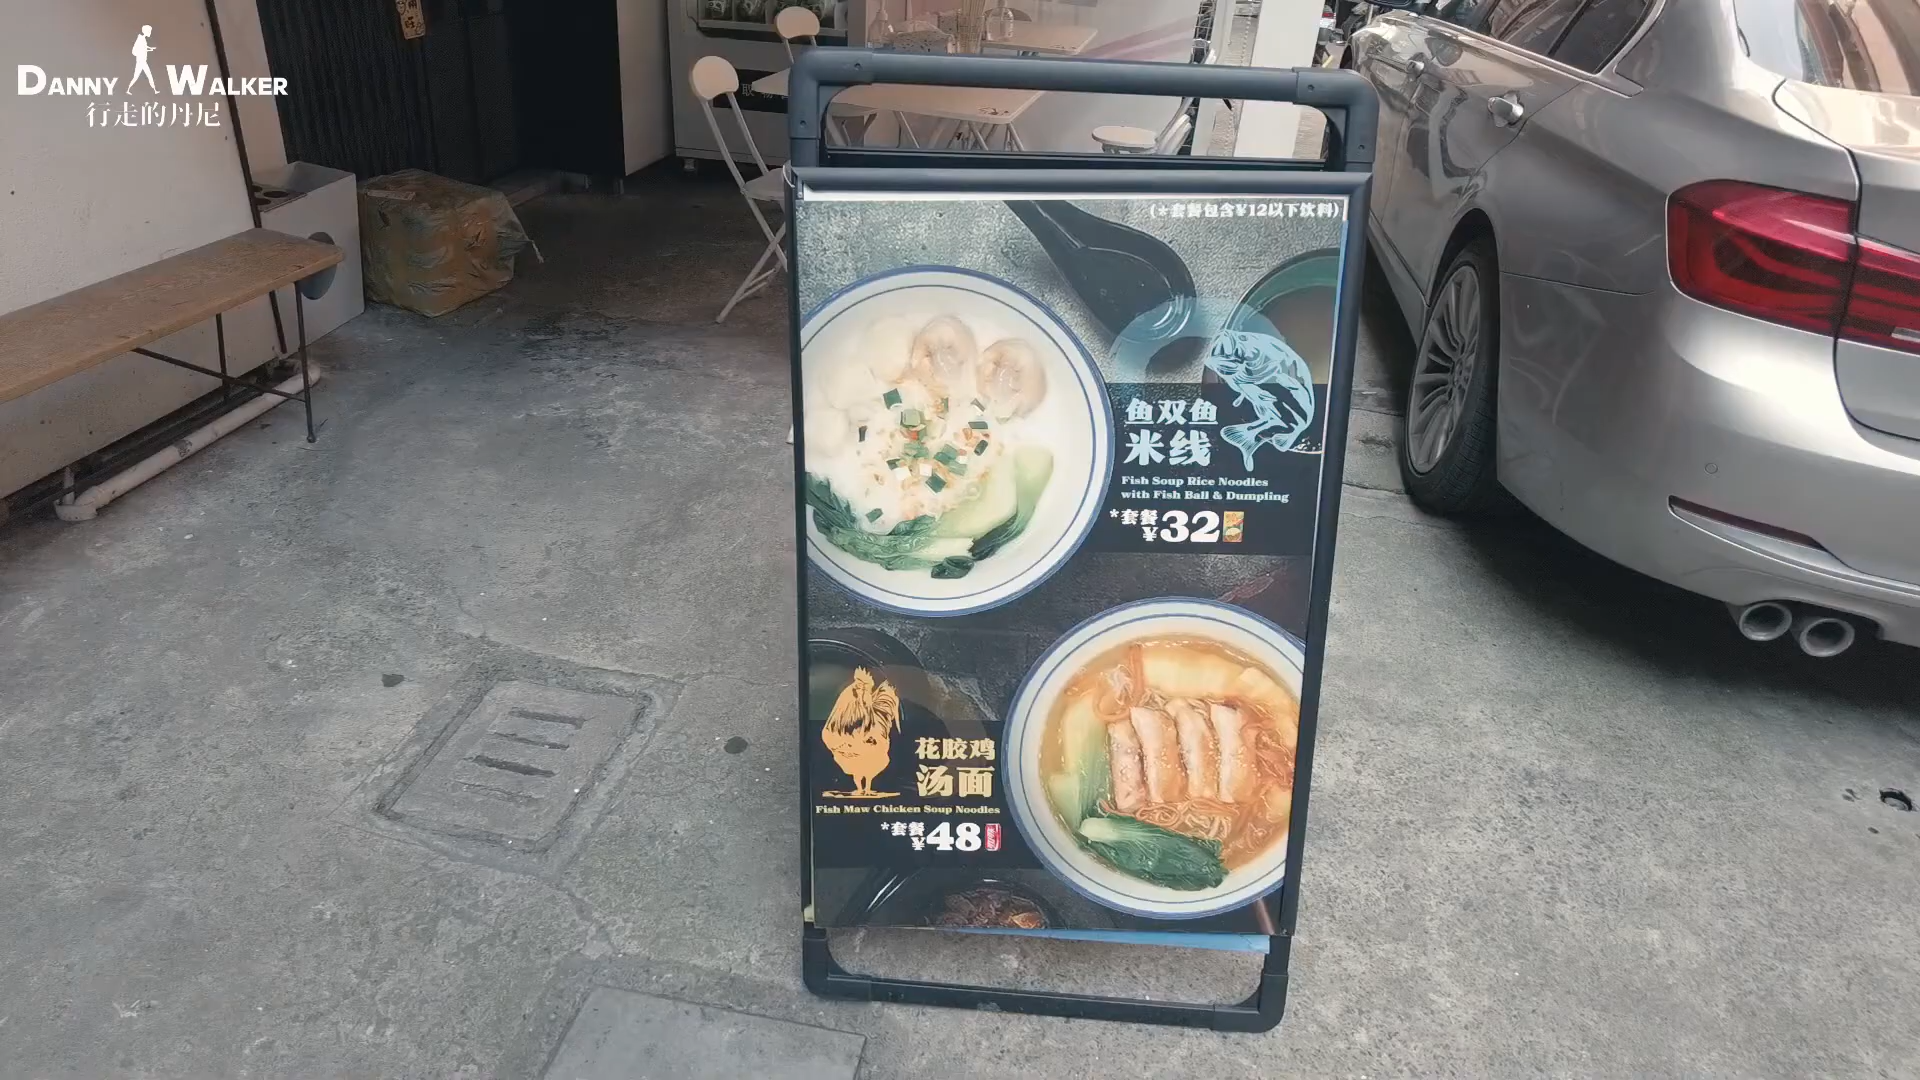 DANNY WALKER
行走的丹尼
(*套餐包含¥12以下饮料)
鱼双鱼
米线
Fish Soup Rice Noodles
with Fish Ball & Dumpling
*套餐
¥32
花胶鸡
汤面
Fish Maw Chicken Soup Noodles
*套餐
¥48